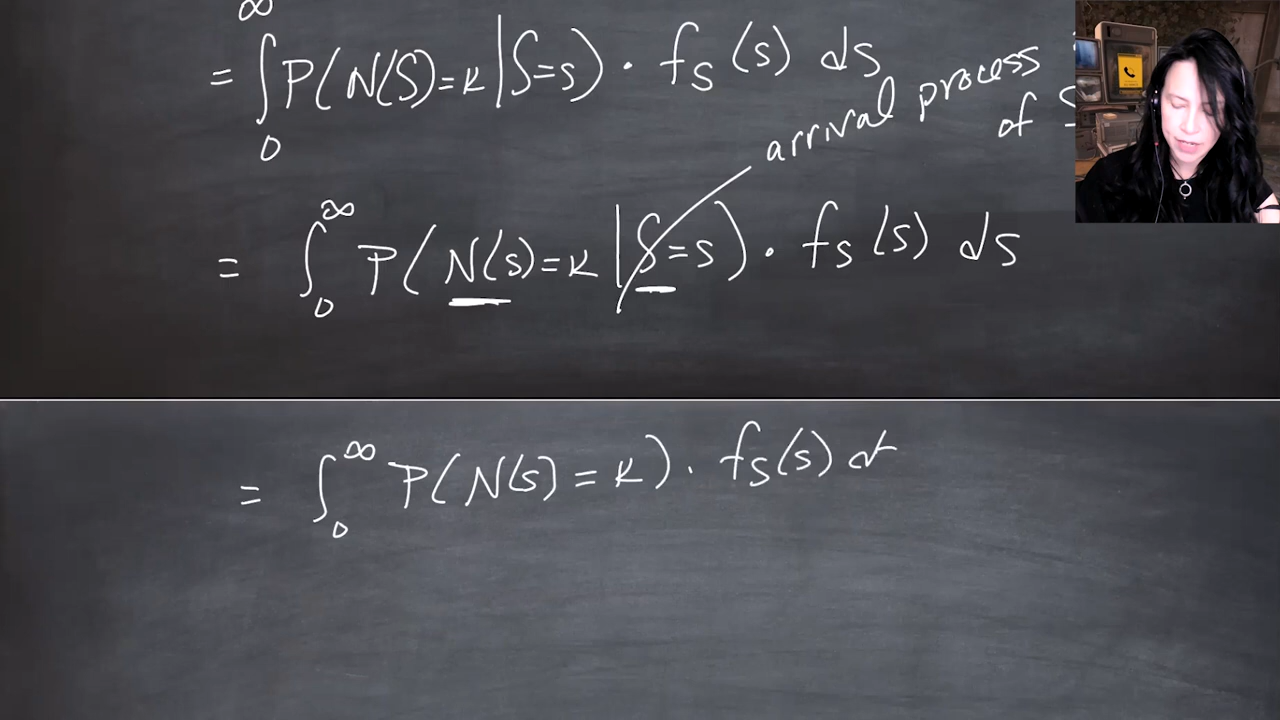 = ∫₀^∞ P(N(S)=k|S=s) · f_S(s) ds
arrival process
of S
= ∫₀^∞ P(N(s)=k|S=s) · f_S(s) ds
= ∫₀^∞ P(N(s)=k) · f_S(s) d